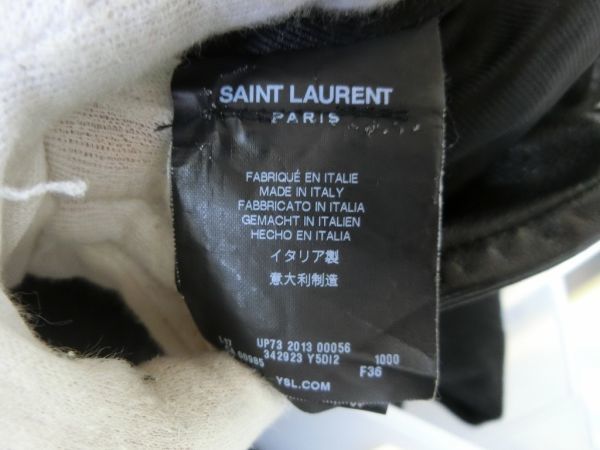 SAINT LAURENT
PARIS
FABRIQUÉ EN ITALIE
MADE IN ITALY
FABBRICATO IN ITALIA
GEMACHT IN ITALIEN
HECHO EN ITALIA
イタリア製
意大利制造
UP73 2013 00056
60985 342923 Y5DI2 1000
F36
YSL.COM